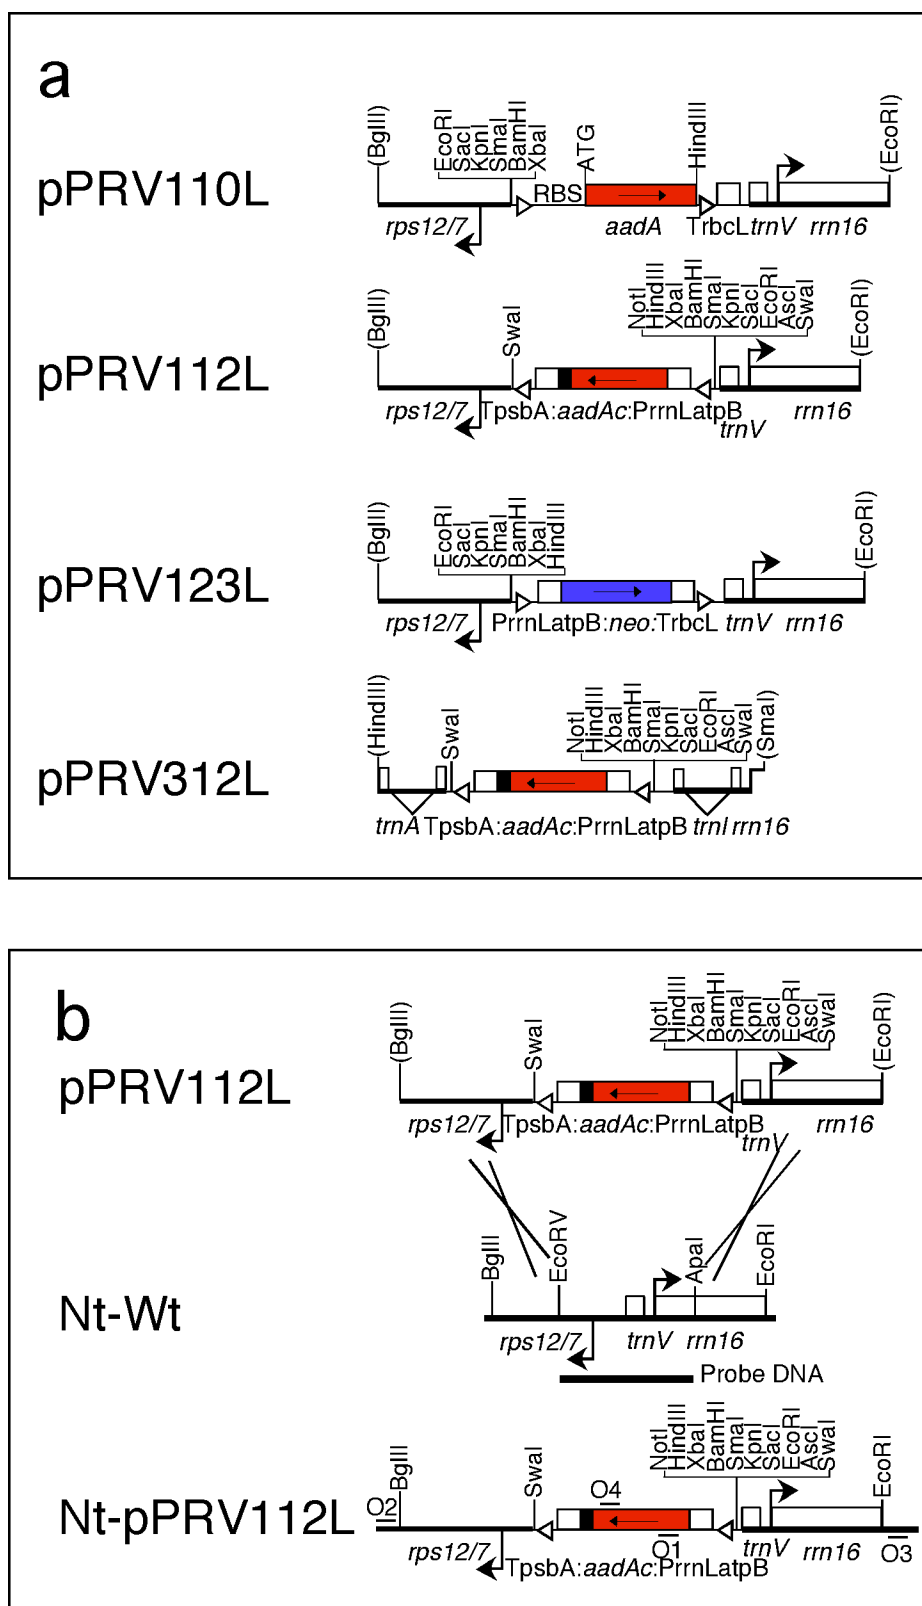 a
pPRV110L
(BglII)
EcoRI
SacI
KpnI
SmaI
BamHI
XbaI
ATG
HindIII
(EcoRI)
RBS
rps12/7
aadA
TrbcL
trnV
rrn16
pPRV112L
(BglII)
SwaI
NotI
HindIII
XbaI
BamHI
SmaI
KpnI
SacI
EcoRI
AscI
SwaI
(EcoRI)
rps12/7
TpsbA:aadAc:PrrnLatpB
trnV
rrn16
pPRV123L
(BglII)
EcoRI
SacI
KpnI
SmaI
BamHI
XbaI
HindIII
(EcoRI)
rps12/7
PrrnLatpB:neo:TrbcL
trnV
rrn16
pPRV312L
(HindIII)
SwaI
NotI
HindIII
XbaI
BamHI
SmaI
KpnI
SacI
EcoRI
AscI
SwaI
(SmaI)
trnA
TpsbA:aadAc:PrrnLatpB
trnI
rrn16
b
pPRV112L
(BglII)
SwaI
NotI
HindIII
XbaI
BamHI
SmaI
KpnI
SacI
EcoRI
AscI
SwaI
(EcoRI)
rps12/7
TpsbA:aadAc:PrrnLatpB
trnV
rrn16
Nt-Wt
BglII
EcoRV
ApaI
EcoRI
rps12/7
trnV
rrn16
Probe DNA
Nt-pPRV112L
O2
BglII
SwaI
O4
NotI
HindIII
XbaI
BamHI
SmaI
KpnI
SacI
EcoRI
AscI
SwaI
EcoRI
rps12/7
O1
TpsbA:aadAc:PrrnLatpB
trnV
rrn16
O3